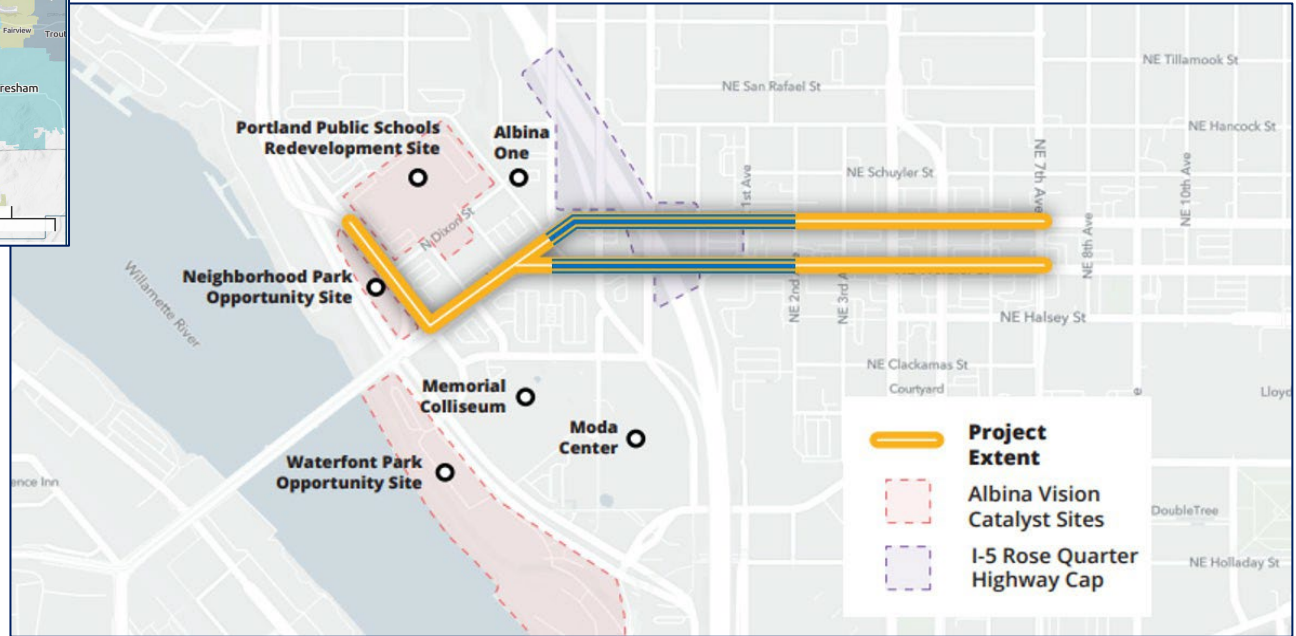 Fairview
Trout
resham
NE Tillamook St
NE San Rafael St
NE Hancock St
Portland Public Schools
Redevelopment Site
Albina
One
NE Schuyler St
NE 7th Ave
NE 10th Ave
1st Ave
N Dixon St
NE 8th Ave
Neighborhood Park
Opportunity Site
Willamette River
NE 2nd
NE 3rd A
NE Halsey St
NE Clackamas St
Courtyard
Lloyd
Memorial
Colliseum
Moda
Center
Waterfont Park
Opportunity Site
ence Inn
Project
Extent
Albina Vision
Catalyst Sites
I-5 Rose Quarter
Highway Cap
DoubleTree
NE Holladay St